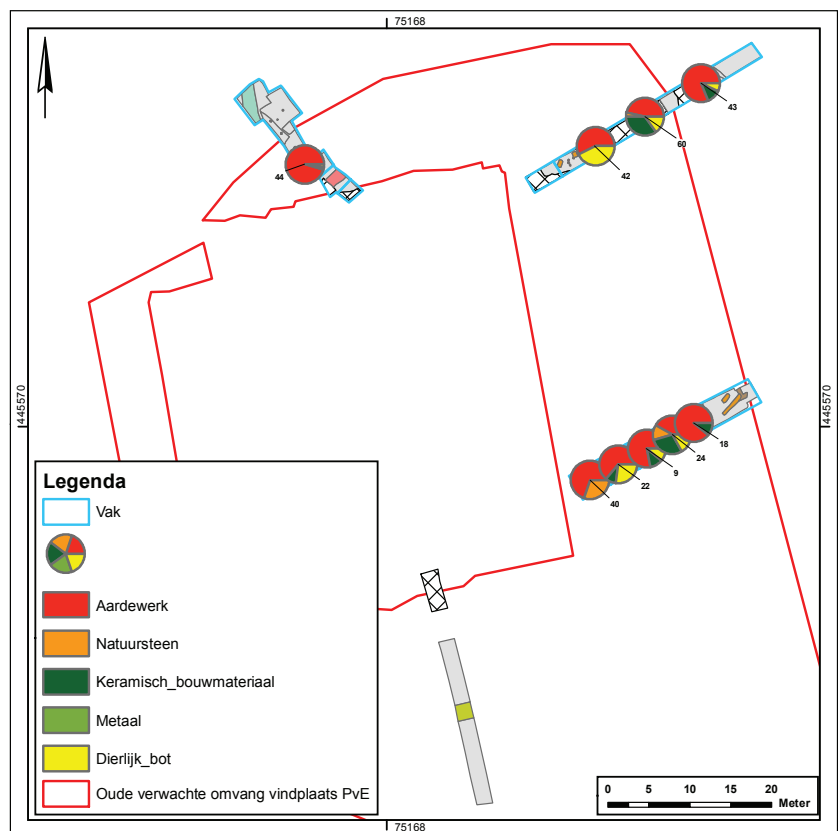 75168
43
60
42
44
445570
445570
18
24
9
22
40
Legenda
Vak
Aardewerk
Natuursteen
Keramisch_bouwmateriaal
Metaal
Dierlijk_bot
Oude verwachte omvang vindplaats PvE
0 5 10 15 20
Meter
75168